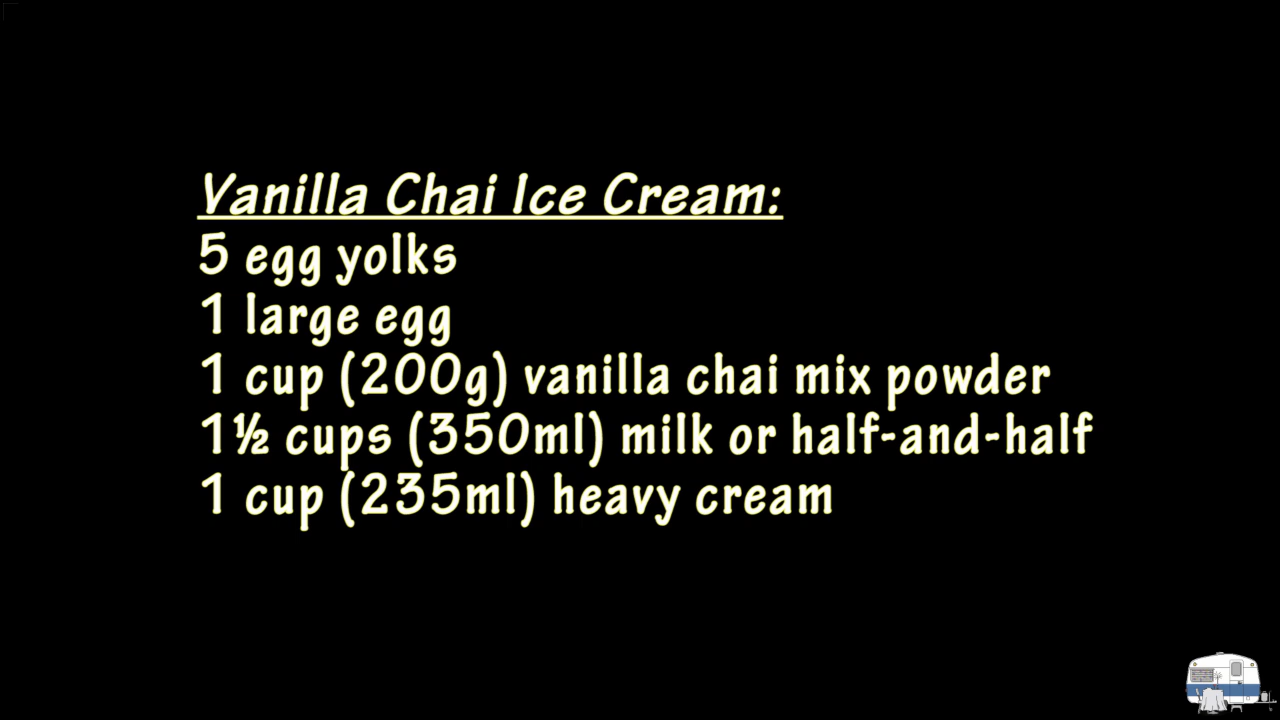 Vanilla Chai Ice Cream:
5 egg yolks
1 large egg
1 cup (200g) vanilla chai mix powder
1½ cups (350ml) milk or half-and-half
1 cup (235ml) heavy cream